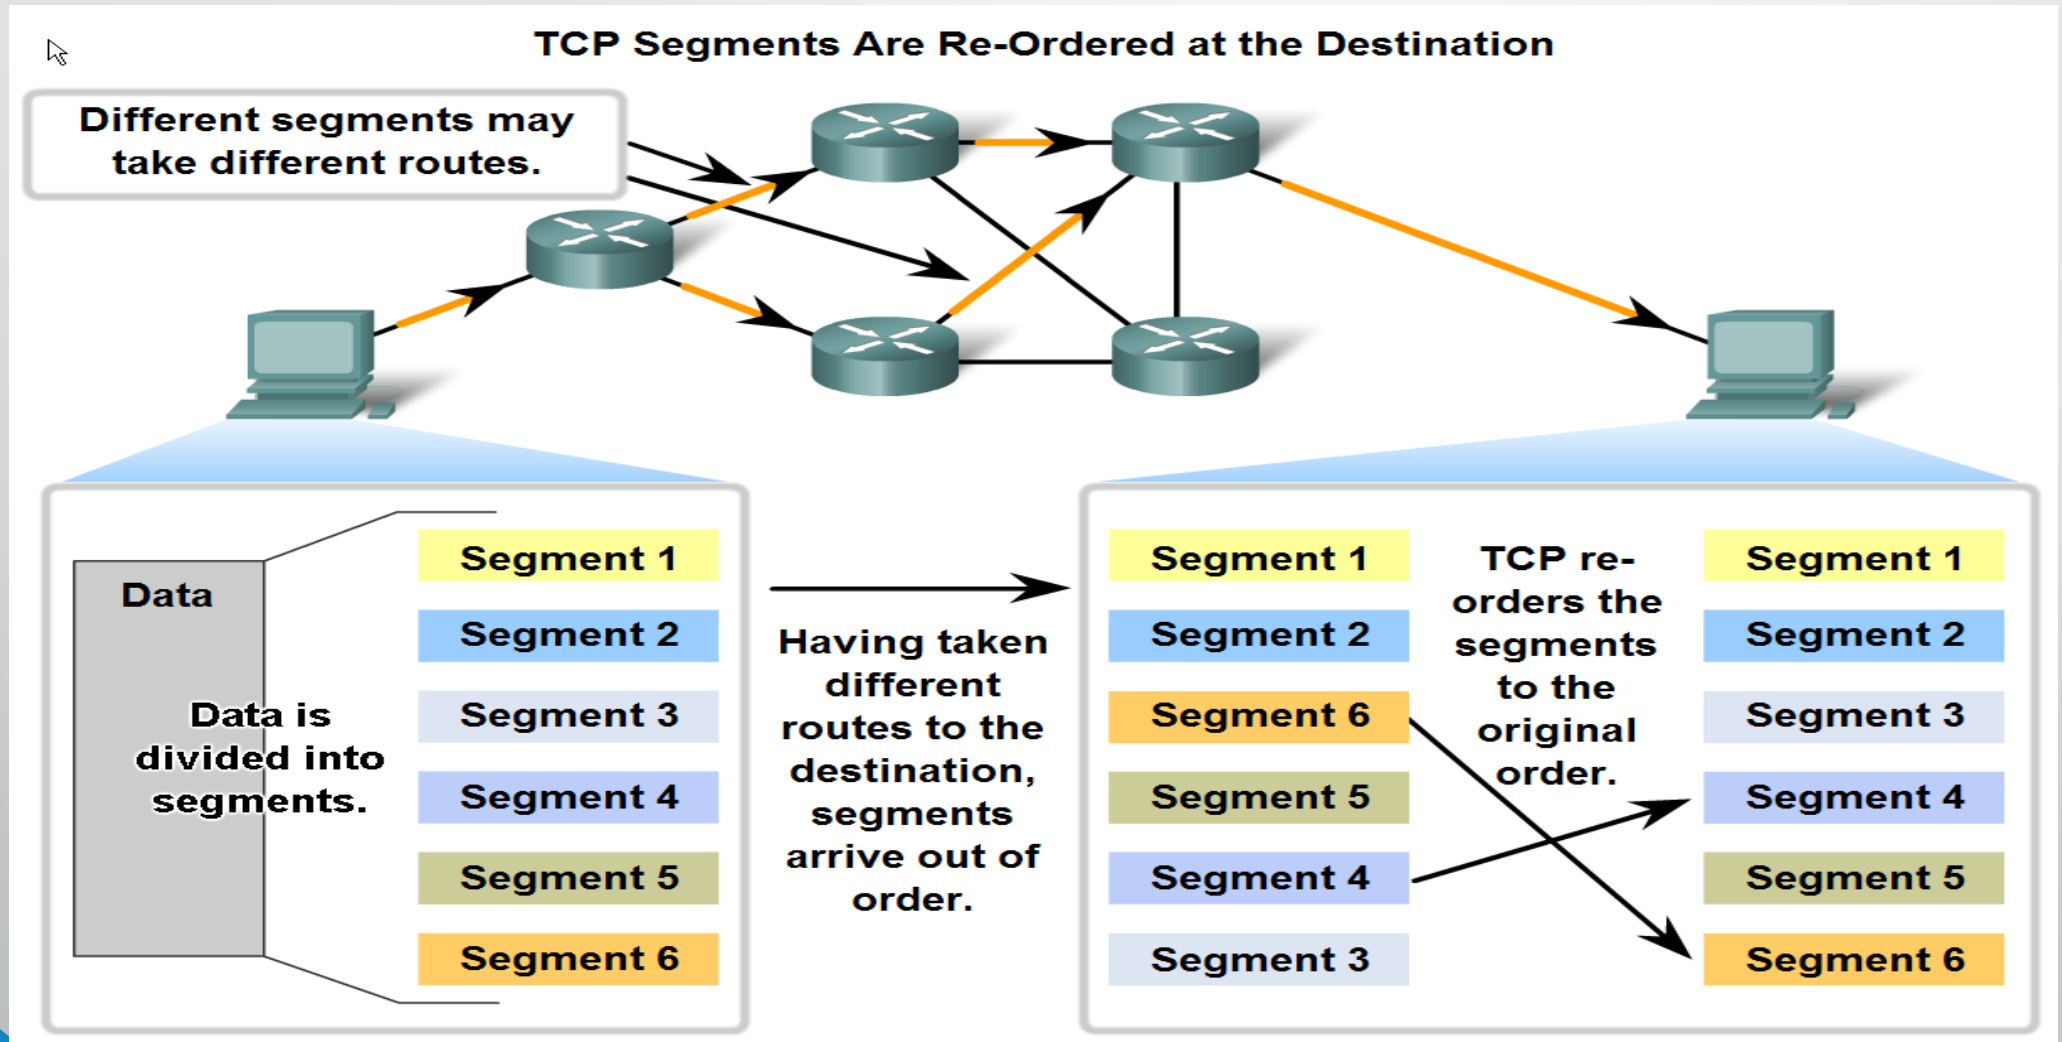 TCP Segments Are Re-Ordered at the Destination
Different segments may
take different routes.
Data
Data is
divided into
segments.
Segment 1
Segment 2
Segment 3
Segment 4
Segment 5
Segment 6
Having taken
different
routes to the
destination,
segments
arrive out of
order.
Segment 1
Segment 2
Segment 6
Segment 5
Segment 4
Segment 3
TCP re-
orders the
segments
to the
original
order.
Segment 1
Segment 2
Segment 3
Segment 4
Segment 5
Segment 6